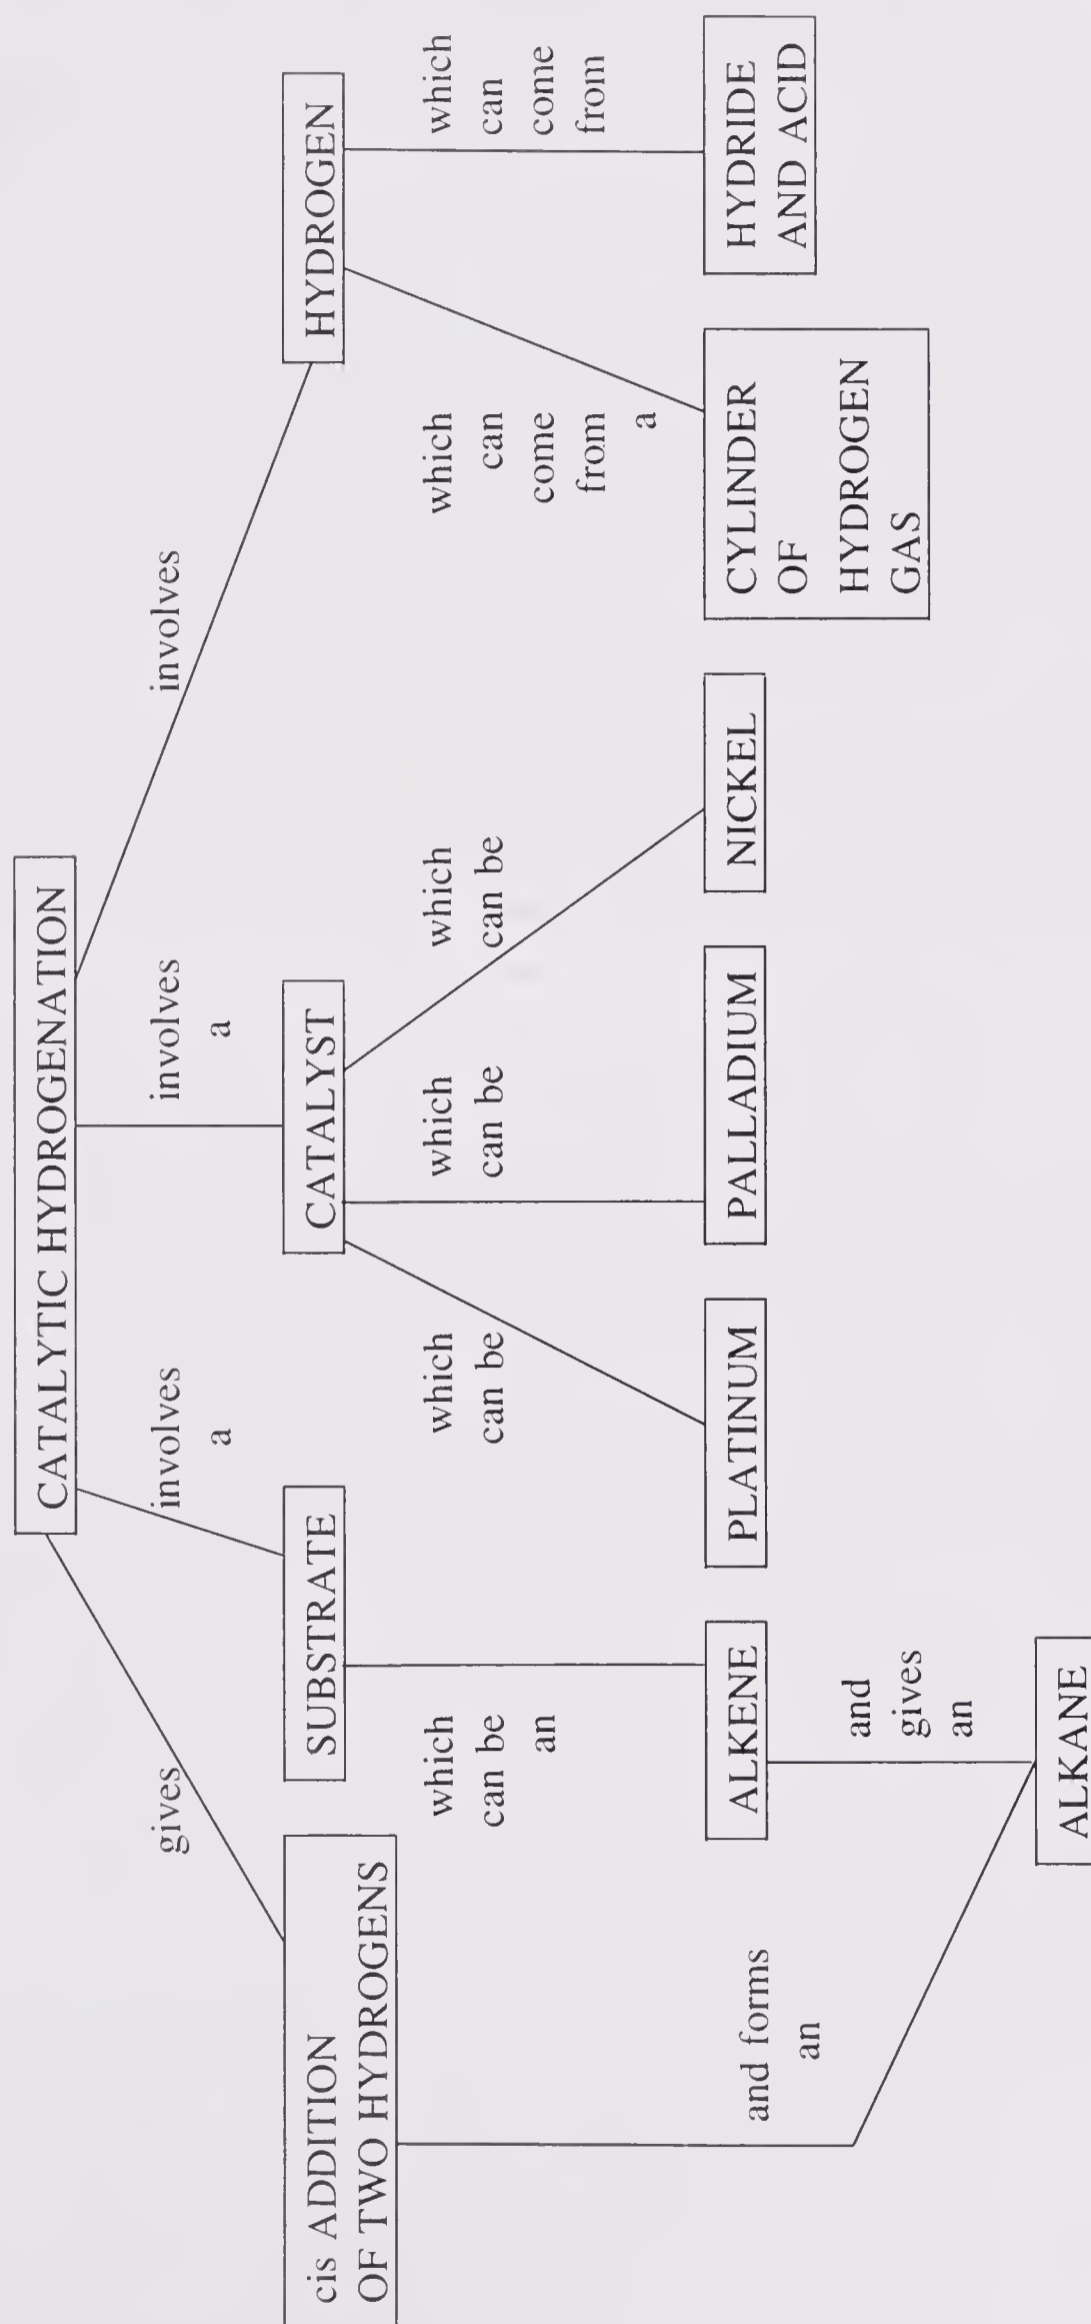 CATALYTIC HYDROGENATION
gives
involves
a
involves
a
involves
cis ADDITION
OF TWO HYDROGENS
SUBSTRATE
CATALYST
HYDROGEN
which
can be
an
which
can be
which
can be
which
can be
which
can
come
from
a
which
can
come
from
and forms
an
ALKENE
PLATINUM
PALLADIUM
NICKEL
CYLINDER
OF
HYDROGEN
GAS
HYDRIDE
AND ACID
and
gives
an
ALKANE